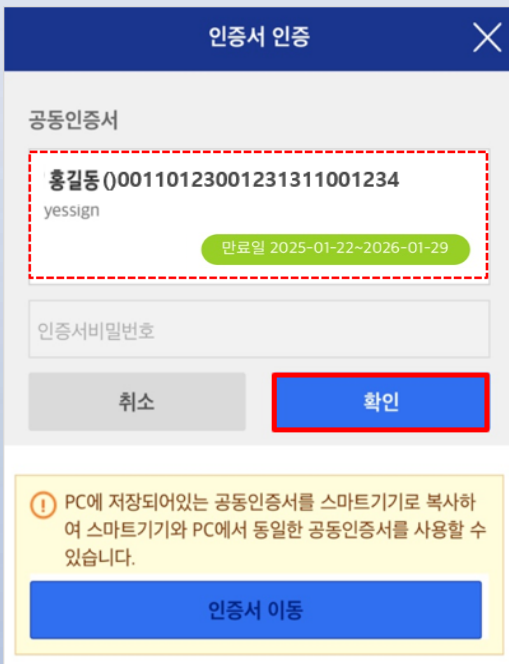 인증서 인증
공동인증서
홍길동()00110123001231311001234
yessign
만료일 2025-01-22~2026-01-29
인증서비밀번호
취소
확인
PC에 저장되어있는 공동인증서를 스마트기기로 복사하
여 스마트기기와 PC에서 동일한 공동인증서를 사용할 수
있습니다.
인증서 이동